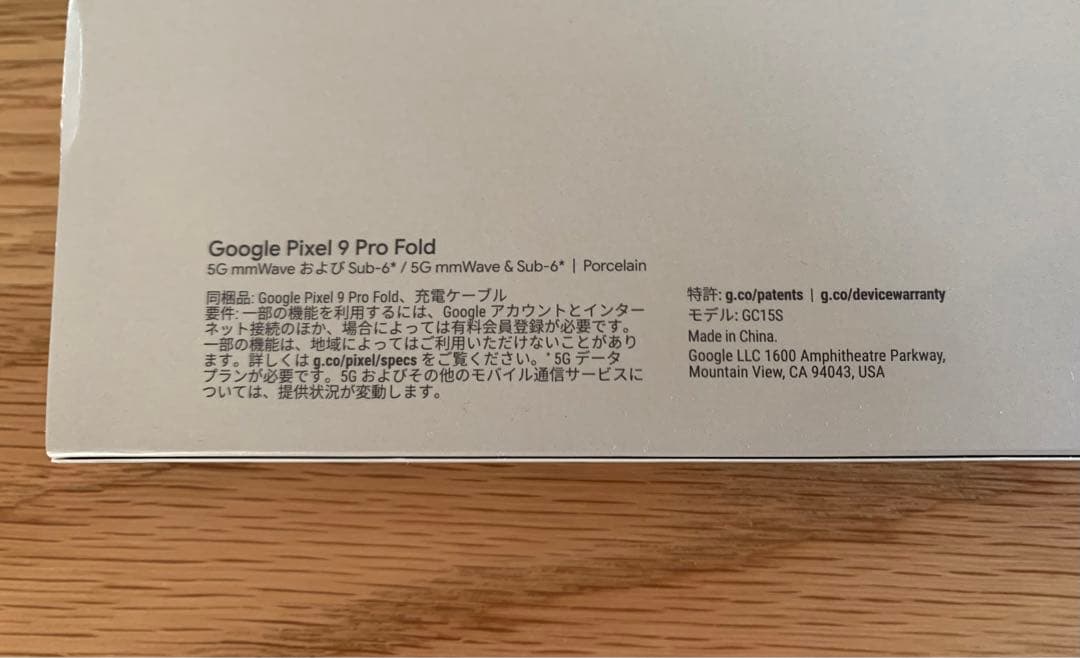 Google Pixel 9 Pro Fold
5G mmWave および Sub-6* / 5G mmWave & Sub-6* | Porcelain
同梱品: Google Pixel 9 Pro Fold、充電ケーブル
要件: 一部の機能を利用するには、Google アカウントとインター
ネット接続のほか、場合によっては有料会員登録が必要です。
一部の機能は、地域によってはご利用いただけないことがあり
ます。詳しくは g.co/pixel/specs をご覧ください。*5G データ
プランが必要です。5G およびその他のモバイル通信サービスに
ついては、提供状況が変動します。
特許: g.co/patents | g.co/devicewarranty
モデル: GC15S
Made in China.
Google LLC 1600 Amphitheatre Parkway,
Mountain View, CA 94043, USA